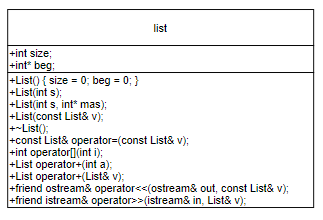 list
+int size;
+int* beg;
+List() { size = 0; beg = 0; }
+List(int s);
+List(int s, int* mas);
+List(const List& v);
+~List();
+const List& operator=(const List& v);
+int operator[](int i);
+List operator+(int a);
+List operator+(List& v);
+friend ostream& operator<<(ostream& out, const List& v);
+friend istream& operator>>(istream& in, List& v);